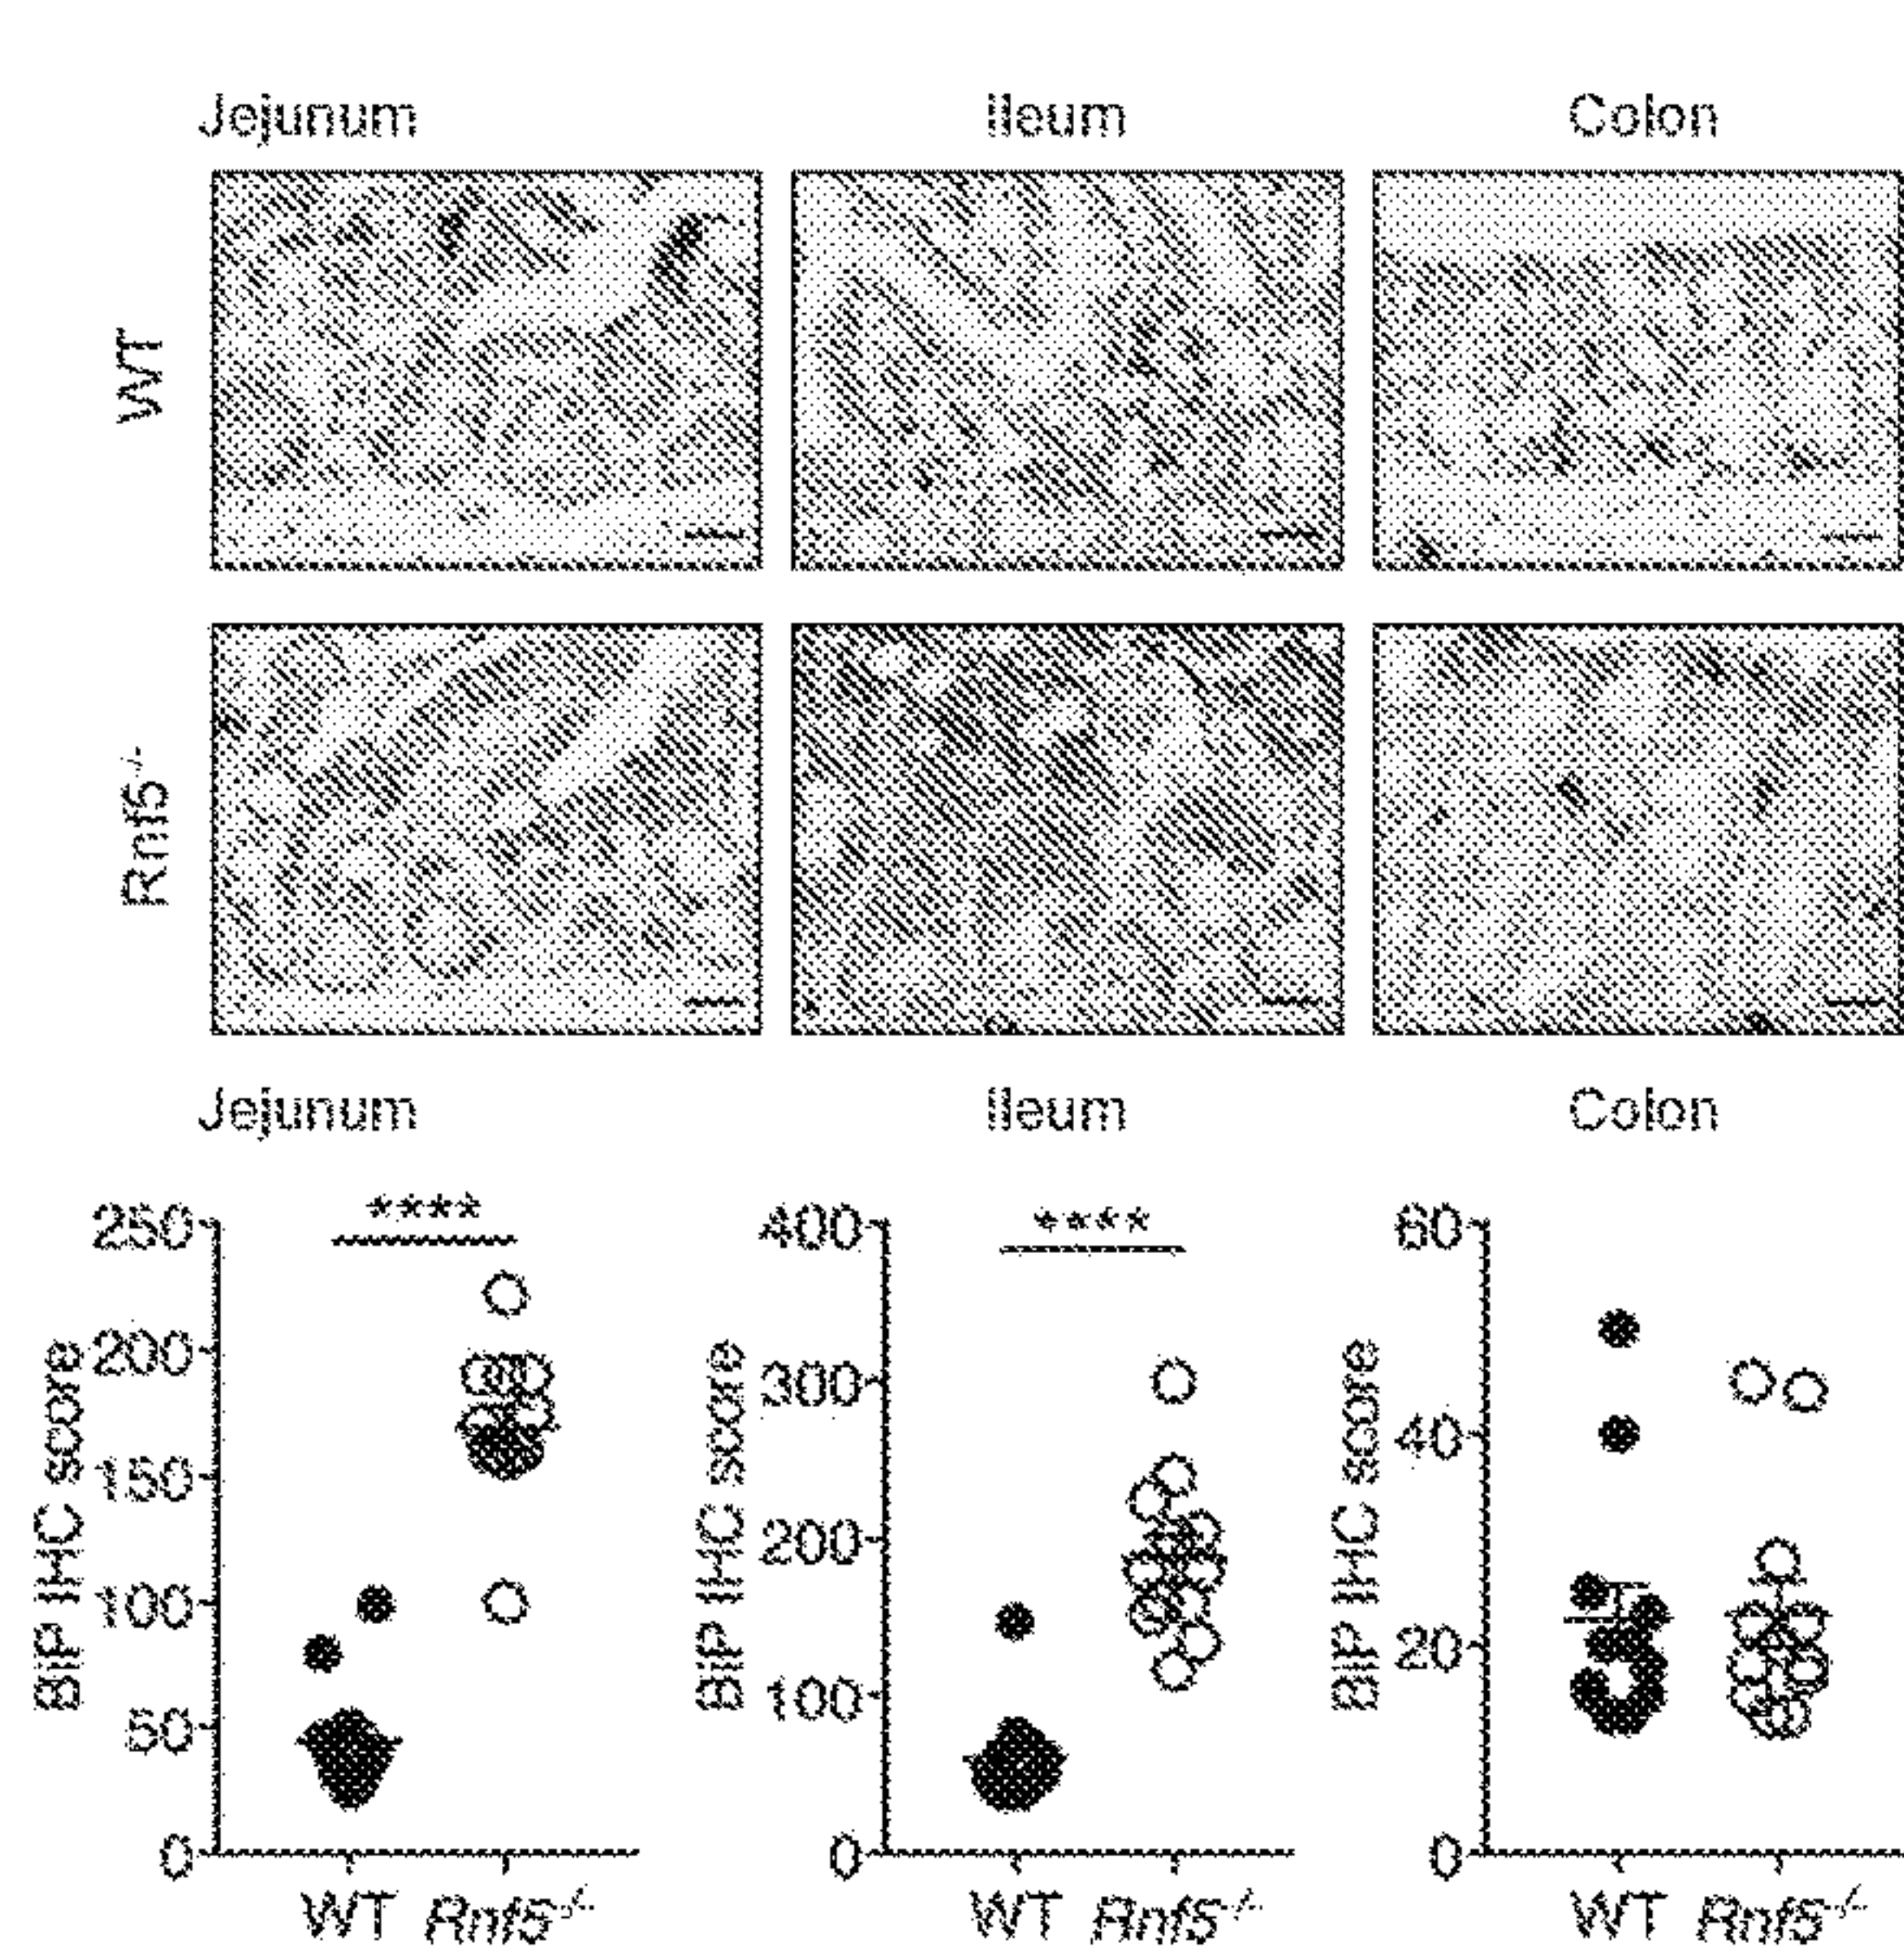 Jejunum Ileum Colon
WT
Rnf5-/-
Jejunum Ileum Colon
BiP IHC score
250
200
150
100
50
0
****
WT Rnf5-/-
BiP IHC score
400
300
200
100
0
****
WT Rnf5-/-
BiP IHC score
60
40
20
0
WT Rnf5-/-